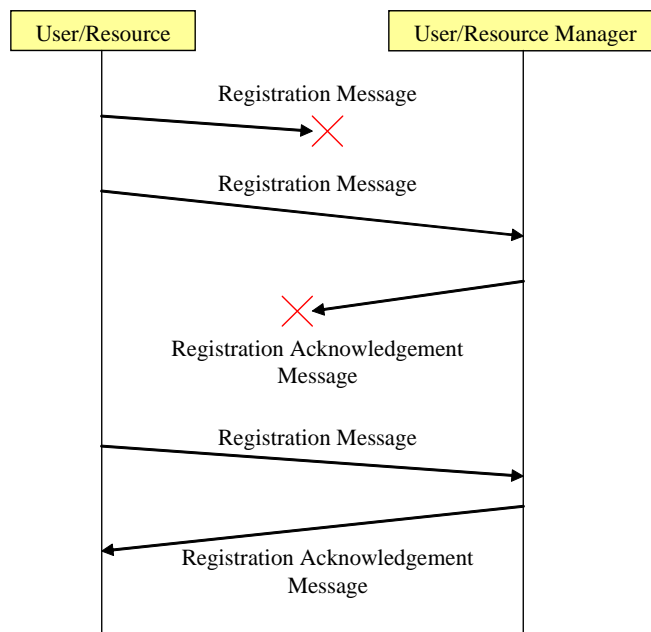 User/Resource
User/Resource Manager
Registration Message
Registration Message
Registration Acknowledgement
Message
Registration Message
Registration Acknowledgement
Message